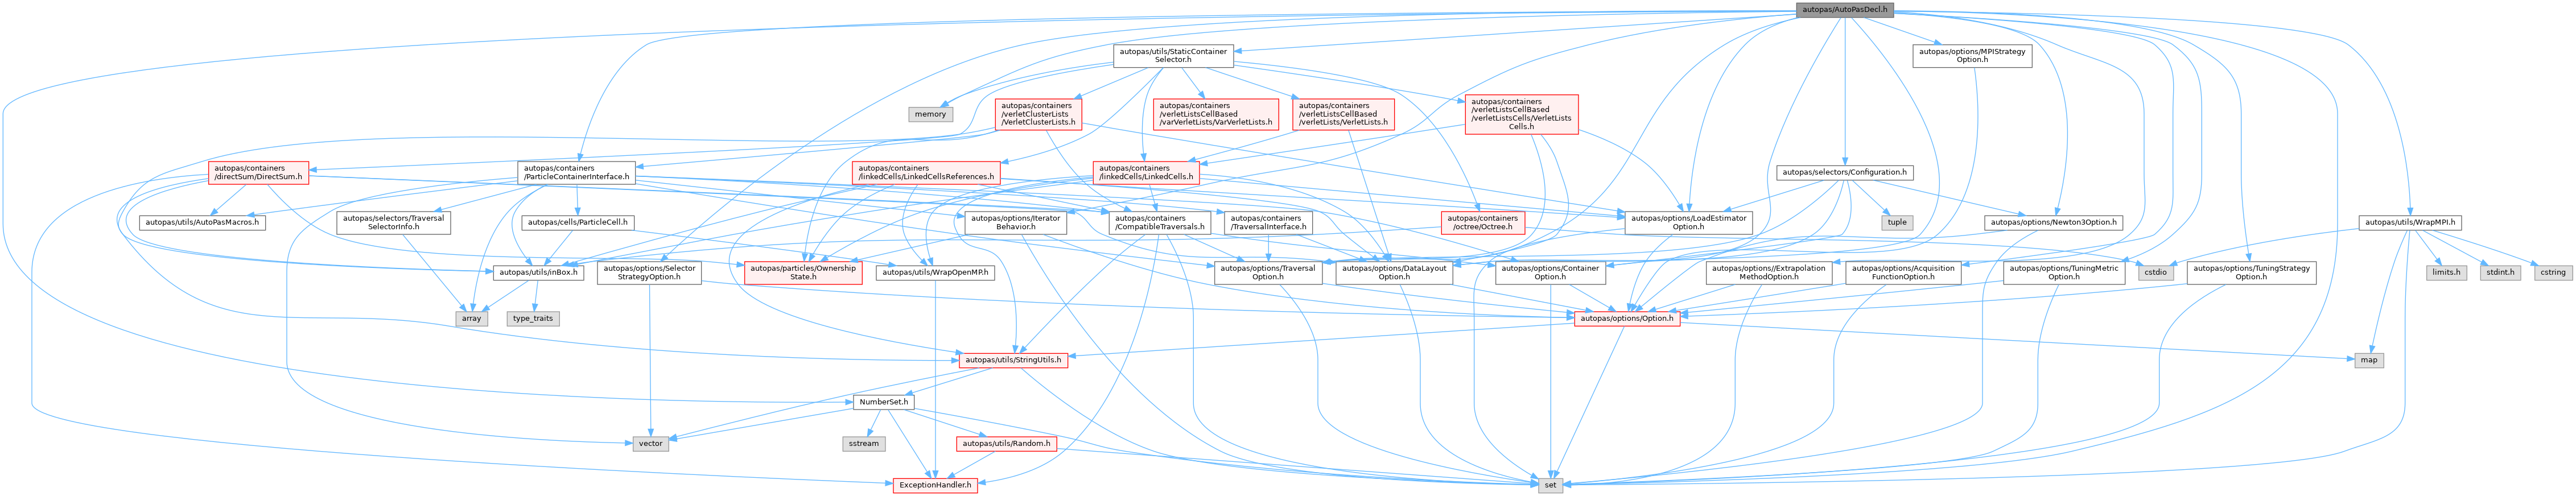 autopas/AutoPasDecl.h
autopas/utils/StaticContainer
Selector.h
autopas/options/MPIStrategy
Option.h
memory
autopas/containers
/verletClusterLists
/VerletClusterLists.h
autopas/containers
/verletListsCellBased
/varVerletLists/VarVerletLists.h
autopas/containers
/verletListsCellBased
/verletLists/VerletLists.h
autopas/containers
/verletListsCellBased
/verletListsCells/VerletLists
Cells.h
autopas/containers
/directSum/DirectSum.h
autopas/containers
/ParticleContainerInterface.h
autopas/containers
/linkedCells/LinkedCellsReferences.h
autopas/containers
/linkedCells/LinkedCells.h
autopas/selectors/Configuration.h
autopas/utils/AutoPasMacros.h
autopas/selectors/Traversal
SelectorInfo.h
autopas/cells/ParticleCell.h
autopas/options/Iterator
Behavior.h
autopas/containers
/CompatibleTraversals.h
autopas/containers
/TraversalInterface.h
autopas/containers
/octree/Octree.h
autopas/options/LoadEstimator
Option.h
tuple
autopas/options/Newton3Option.h
autopas/utils/WrapMPI.h
autopas/utils/inBox.h
autopas/options/Selector
StrategyOption.h
autopas/particles/Ownership
State.h
autopas/utils/WrapOpenMP.h
autopas/options/Traversal
Option.h
autopas/options/DataLayout
Option.h
autopas/options/Container
Option.h
autopas/options//Extrapolation
MethodOption.h
autopas/options/Acquisition
FunctionOption.h
autopas/options/TuningMetric
Option.h
cstdio
autopas/options/TuningStrategy
Option.h
limits.h
stdint.h
cstring
array
type_traits
autopas/options/Option.h
autopas/utils/StringUtils.h
map
NumberSet.h
vector
sstream
autopas/utils/Random.h
ExceptionHandler.h
set